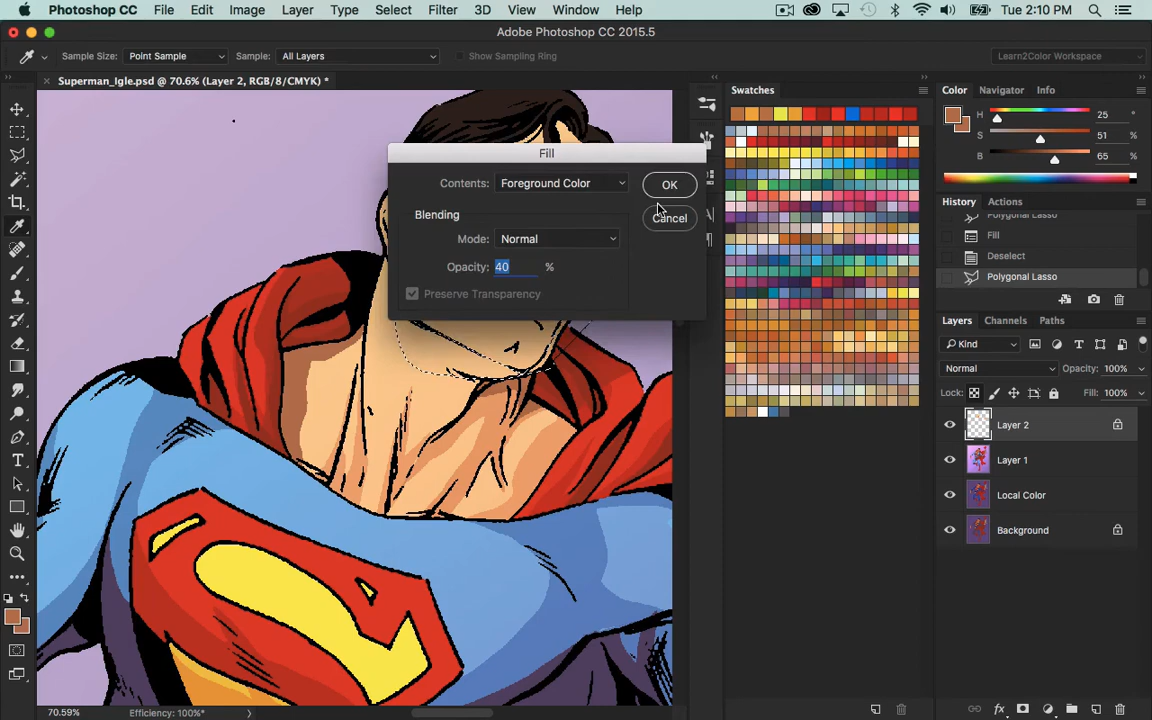 Photoshop CC File Edit Image Layer Type Select Filter 3D View Window Help Tue 2:10 PM
Adobe Photoshop CC 2015.5
Sample Size: Point Sample Sample: All Layers Show Sampling Ring Learn2Color Workspace
Superman_Igle.psd @ 70.6% (Layer 2, RGB/8/CMYK) *
Swatches
Color Navigator Info
H 25 °
S 51 %
B 65 %
Fill
Contents: Foreground Color OK
Blending Cancel
Mode: Normal
Opacity: 40 %
Preserve Transparency
History Actions
Polygonal Lasso
Fill
Deselect
Polygonal Lasso
Layers Channels Paths
Kind
Normal Opacity: 100%
Lock: Fill: 100%
Layer 2
Layer 1
Local Color
Background
70.59% Efficiency: 100%*